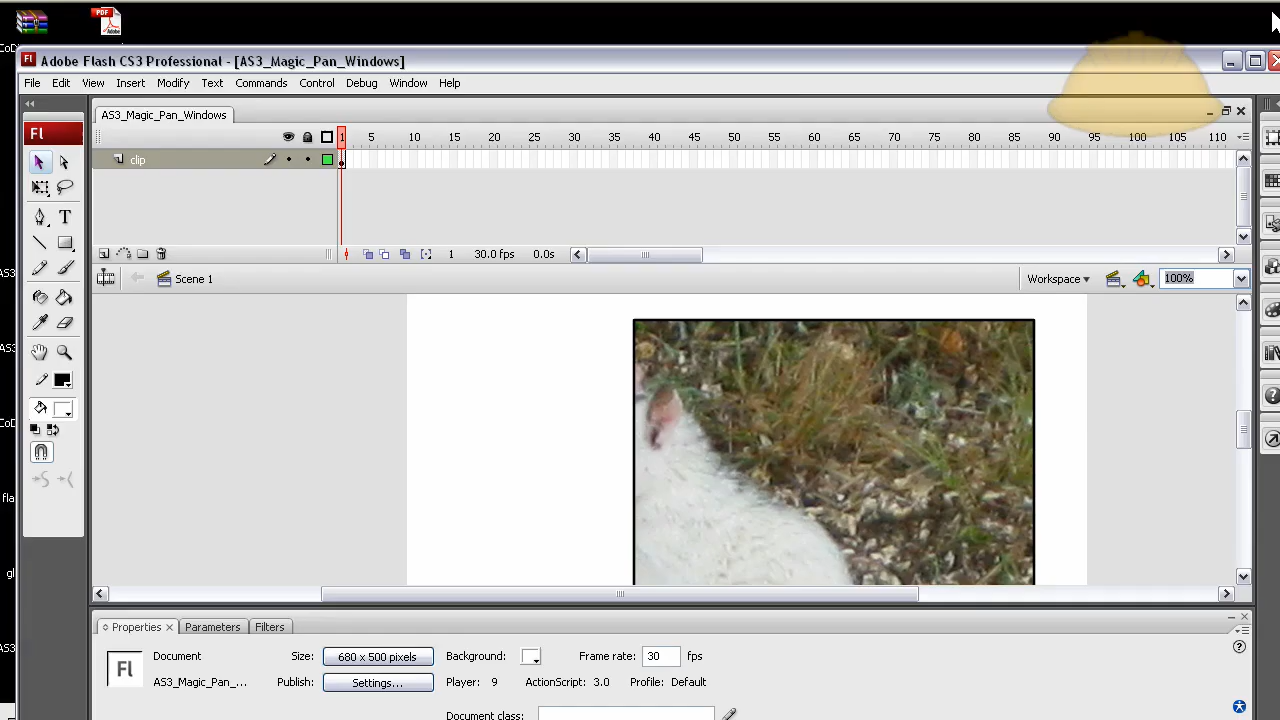 PDF
Adobe
Fl Adobe Flash CS3 Professional - [AS3_Magic_Pan_Windows]
File Edit View Insert Modify Text Commands Control Debug Window Help
AS3_Magic_Pan_Windows
Fl
1 5 10 15 20 25 30 35 40 45 50 55 60 65 70 75 80 85 90 95 100 105 110
clip
T
1 30.0 fps 0.0s
Scene 1 Workspace 100%
Properties Parameters Filters
Fl Document Size: 680 x 500 pixels Background: Frame rate: 30 fps
AS3_Magic_Pan_... Publish: Settings... Player: 9 ActionScript: 3.0 Profile: Default
Document class: